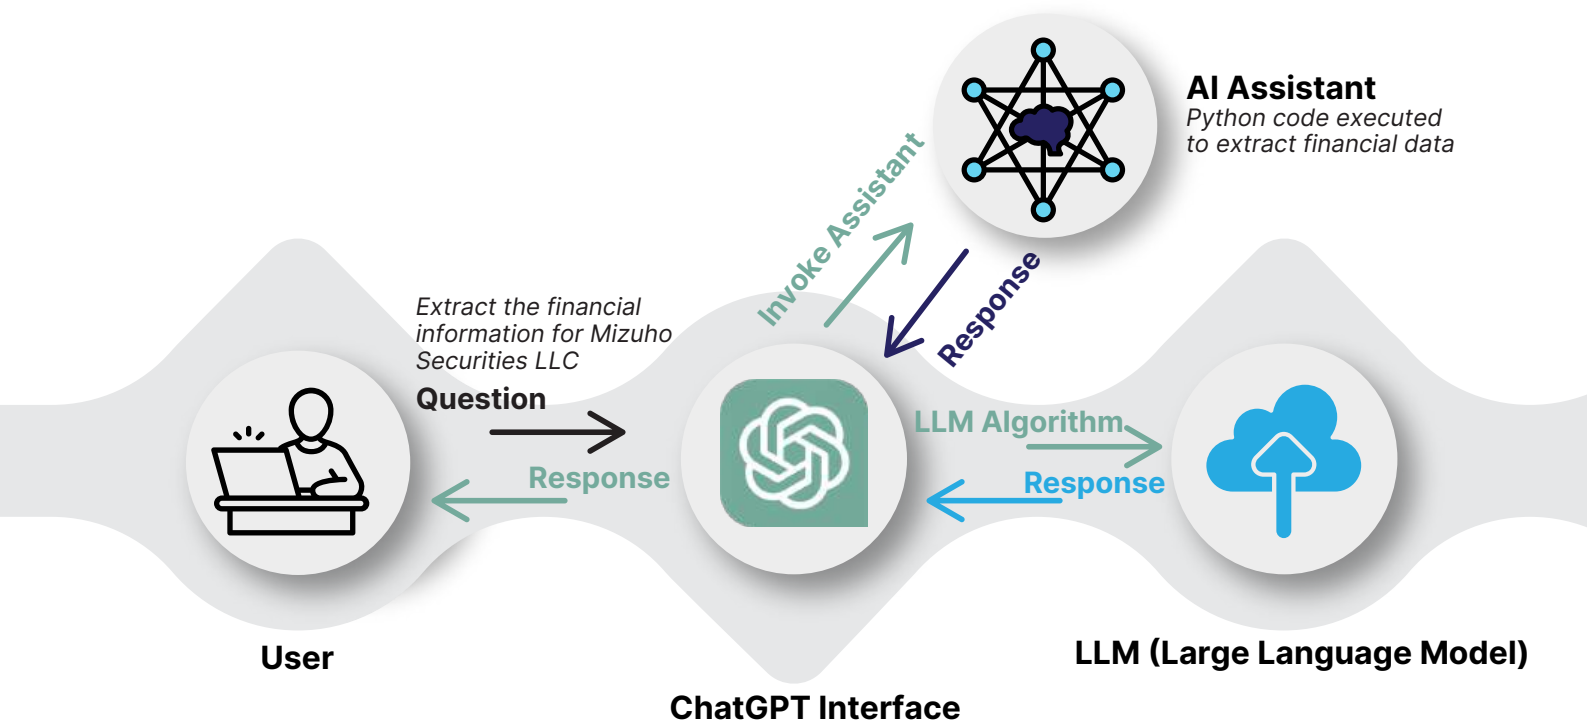 AI Assistant
Python code executed
to extract financial data
Invoke Assistant
Response
Extract the financial
information for Mizuho
Securities LLC
Question
Response
LLM Algorithm
Response
User
ChatGPT Interface
LLM (Large Language Model)